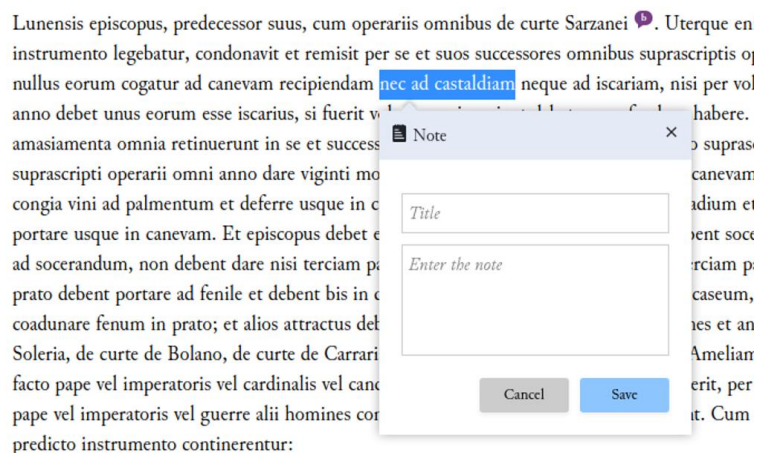 Lunensis episcopus, predecessor suus, cum operariis omnibus de curte Sarzanei b. Uterque en
instrumento legebatur, condonavit et remisit per se et suos successores omnibus suprascriptis op
nullus eorum cogatur ad canevam recipiendam nec ad castaldiam neque ad iscariam, nisi per vol
anno debet unus eorum esse iscarius, si fuerit habere.
Note
amasiamenta omnia retinuerunt in se et success suprasc
suprascripti operarii omni anno dare viginti mo canevam
congia vini ad palmentum et deferre usque in c adium et
Title
portare usque in canevam. Et episcopus debet e ent soce
ad socerandum, non debent dare nisi terciam pa erciam pa
Enter the note
prato debent portare ad fenile et debent bis in caseum,
coadunare fenum in prato; et alios attractus deb es et an
Soleria, de curte de Bolano, de curte de Carrari Ameliam
facto pape vel imperatoris vel cardinalis vel canc erit, per
Cancel Save
pape vel imperatoris vel guerre alii homines con t. Cum
predicto instrumento continerentur: